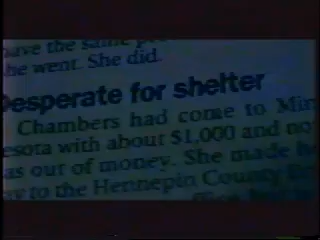 have the same
he went. She did.
Desperate for shelter
Chambers had come to Min
esota with about $1,000 and no
as out of money. She made h
to the Hennepin County